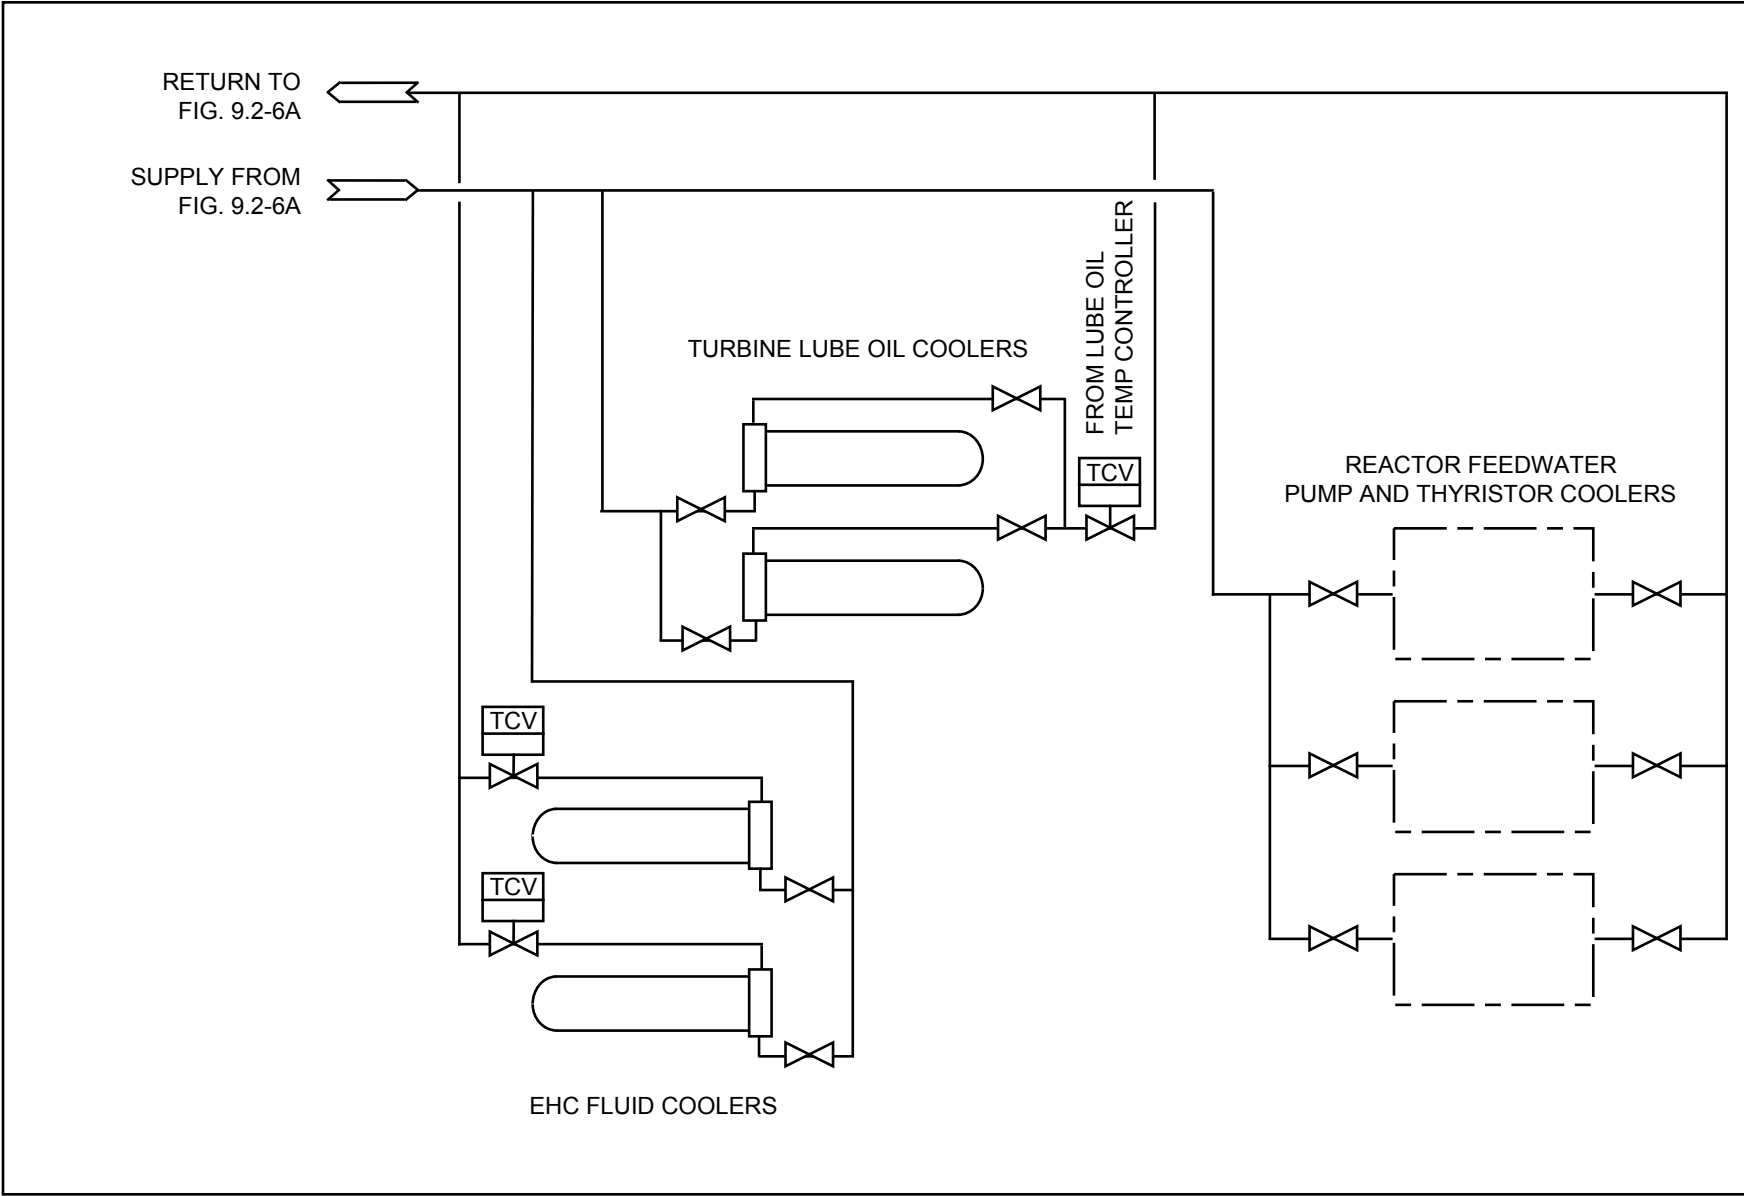 RETURN TO
FIG. 9.2-6A
SUPPLY FROM
FIG. 9.2-6A
FROM LUBE OIL
TEMP CONTROLLER
TURBINE LUBE OIL COOLERS
TCV
REACTOR FEEDWATER
PUMP AND THYRISTOR COOLERS
TCV
TCV
EHC FLUID COOLERS